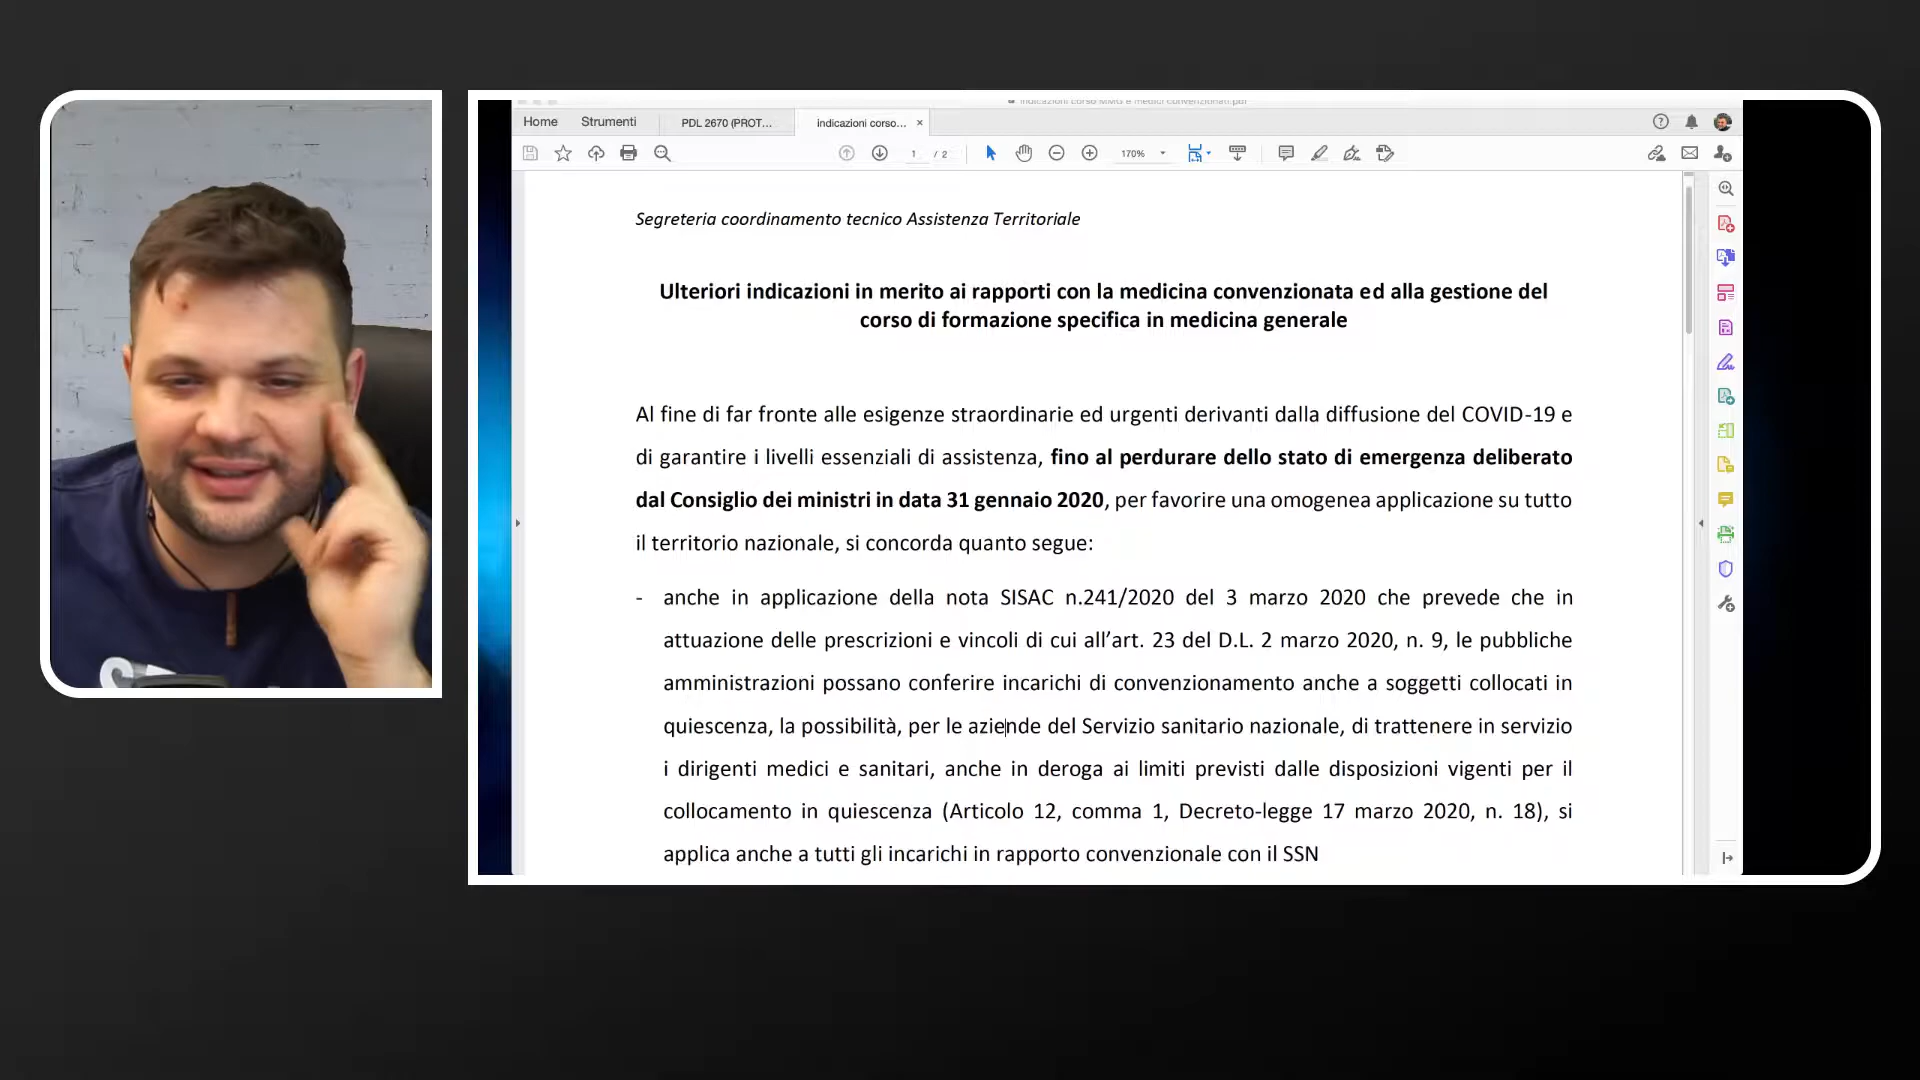 indicazioni corso MMG e medici convenzionati.pdf
Home Strumenti PDL 2670 (PROT... indicazioni corso... ×
1 / 2 170%
Segreteria coordinamento tecnico Assistenza Territoriale
Ulteriori indicazioni in merito ai rapporti con la medicina convenzionata ed alla gestione del
corso di formazione specifica in medicina generale
Al fine di far fronte alle esigenze straordinarie ed urgenti derivanti dalla diffusione del COVID-19 e
di garantire i livelli essenziali di assistenza, fino al perdurare dello stato di emergenza deliberato
dal Consiglio dei ministri in data 31 gennaio 2020, per favorire una omogenea applicazione su tutto
il territorio nazionale, si concorda quanto segue:
- anche in applicazione della nota SISAC n.241/2020 del 3 marzo 2020 che prevede che in
attuazione delle prescrizioni e vincoli di cui all’art. 23 del D.L. 2 marzo 2020, n. 9, le pubbliche
amministrazioni possano conferire incarichi di convenzionamento anche a soggetti collocati in
quiescenza, la possibilità, per le aziende del Servizio sanitario nazionale, di trattenere in servizio
i dirigenti medici e sanitari, anche in deroga ai limiti previsti dalle disposizioni vigenti per il
collocamento in quiescenza (Articolo 12, comma 1, Decreto-legge 17 marzo 2020, n. 18), si
applica anche a tutti gli incarichi in rapporto convenzionale con il SSN